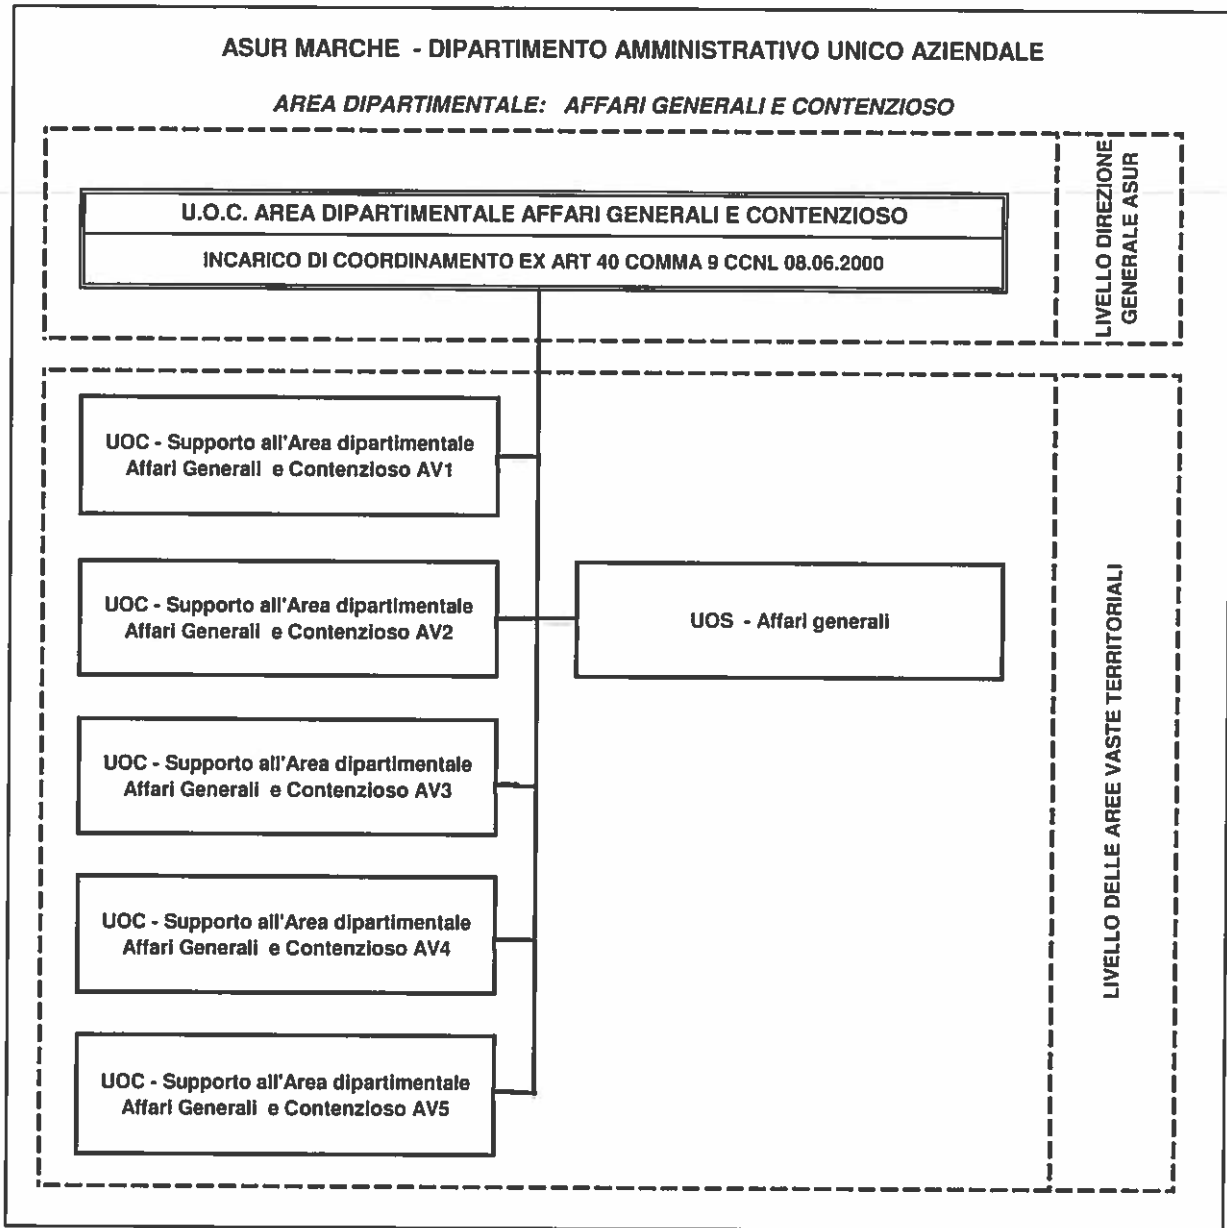 ASUR MARCHE - DIPARTIMENTO AMMINISTRATIVO UNICO AZIENDALE
AREA DIPARTIMENTALE: AFFARI GENERALI E CONTENZIOSO
U.O.C. AREA DIPARTIMENTALE AFFARI GENERALI E CONTENZIOSO
INCARICO DI COORDINAMENTO EX ART 40 COMMA 9 CCNL 08.06.2000
LIVELLO DIREZIONE
GENERALE ASUR
UOC - Supporto all'Area dipartimentale
Affari Generali e Contenzioso AV1
UOC - Supporto all'Area dipartimentale
Affari Generali e Contenzioso AV2
UOS - Affari generali
UOC - Supporto all'Area dipartimentale
Affari Generali e Contenzioso AV3
UOC - Supporto all'Area dipartimentale
Affari Generali e Contenzioso AV4
UOC - Supporto all'Area dipartimentale
Affari Generali e Contenzioso AV5
LIVELLO DELLE AREE VASTE TERRITORIALI